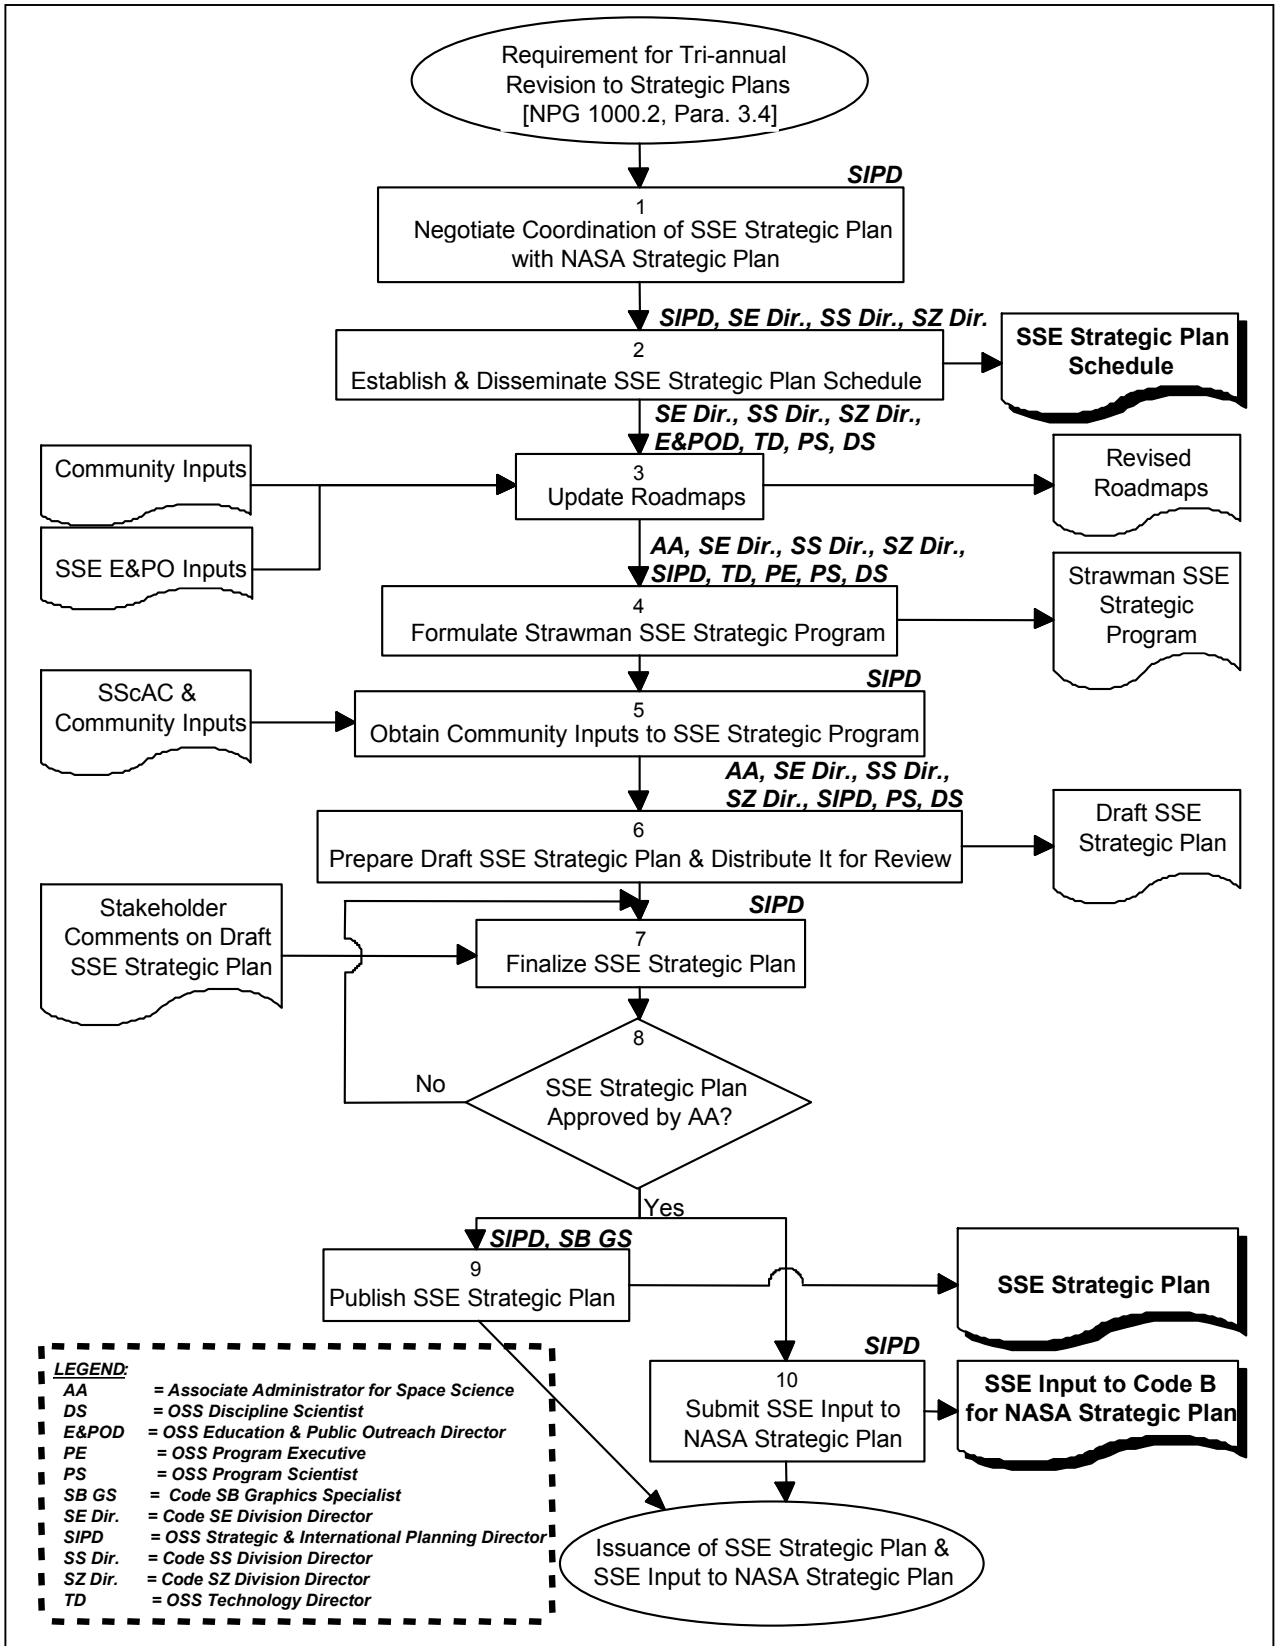 Requirement for Tri-annual
Revision to Strategic Plans
[NPG 1000.2, Para. 3.4]
SIPD
1
Negotiate Coordination of SSE Strategic Plan
with NASA Strategic Plan
SIPD, SE Dir., SS Dir., SZ Dir.
2
Establish & Disseminate SSE Strategic Plan Schedule
SSE Strategic Plan
Schedule
SE Dir., SS Dir., SZ Dir.,
E&POD, TD, PS, DS
Community Inputs
SSE E&PO Inputs
3
Update Roadmaps
Revised
Roadmaps
AA, SE Dir., SS Dir., SZ Dir.,
SIPD, TD, PE, PS, DS
4
Formulate Strawman SSE Strategic Program
Strawman SSE
Strategic
Program
SIPD
SScAC &
Community Inputs
5
Obtain Community Inputs to SSE Strategic Program
AA, SE Dir., SS Dir.,
SZ Dir., SIPD, PS, DS
6
Prepare Draft SSE Strategic Plan & Distribute It for Review
Draft SSE
Strategic Plan
SIPD
Stakeholder
Comments on Draft
SSE Strategic Plan
7
Finalize SSE Strategic Plan
8
SSE Strategic Plan
Approved by AA?
No
Yes
SIPD, SB GS
9
Publish SSE Strategic Plan
SSE Strategic Plan
SIPD
10
Submit SSE Input to
NASA Strategic Plan
SSE Input to Code B
for NASA Strategic Plan
Issuance of SSE Strategic Plan &
SSE Input to NASA Strategic Plan
LEGEND:
AA = Associate Administrator for Space Science
DS = OSS Discipline Scientist
E&POD = OSS Education & Public Outreach Director
PE = OSS Program Executive
PS = OSS Program Scientist
SB GS = Code SB Graphics Specialist
SE Dir. = Code SE Division Director
SIPD = OSS Strategic & International Planning Director
SS Dir. = Code SS Division Director
SZ Dir. = Code SZ Division Director
TD = OSS Technology Director